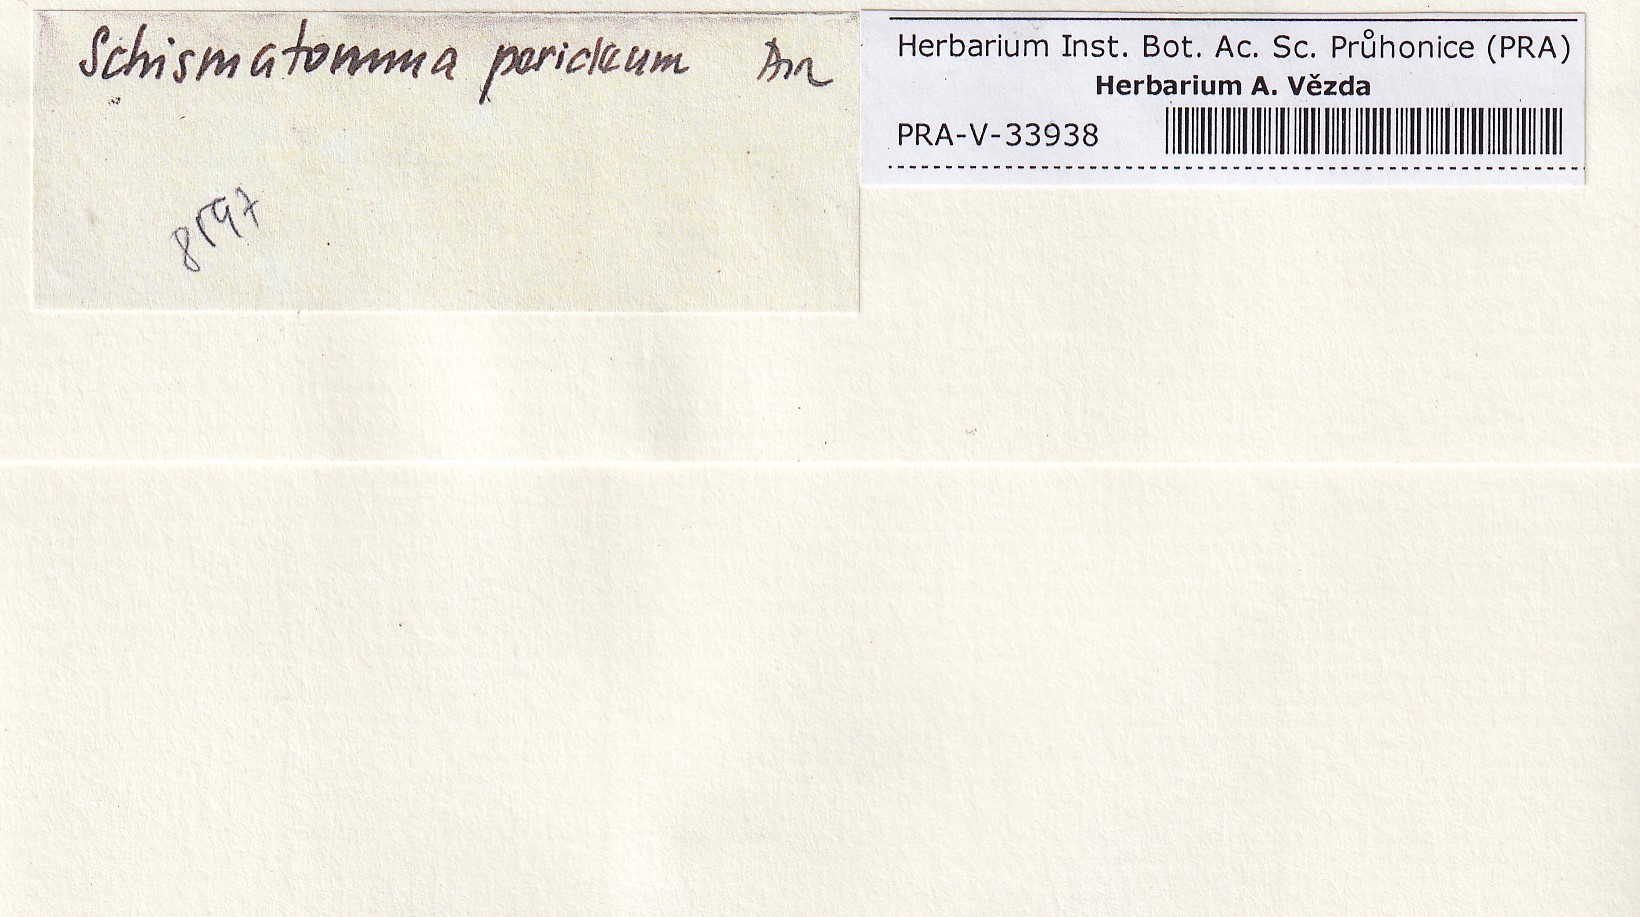 Schismatomma pericleum
8597
Herbarium Inst. Bot. Ac. Sc. Průhonice (PRA)
Herbarium A. Vězda
PRA-V-33938